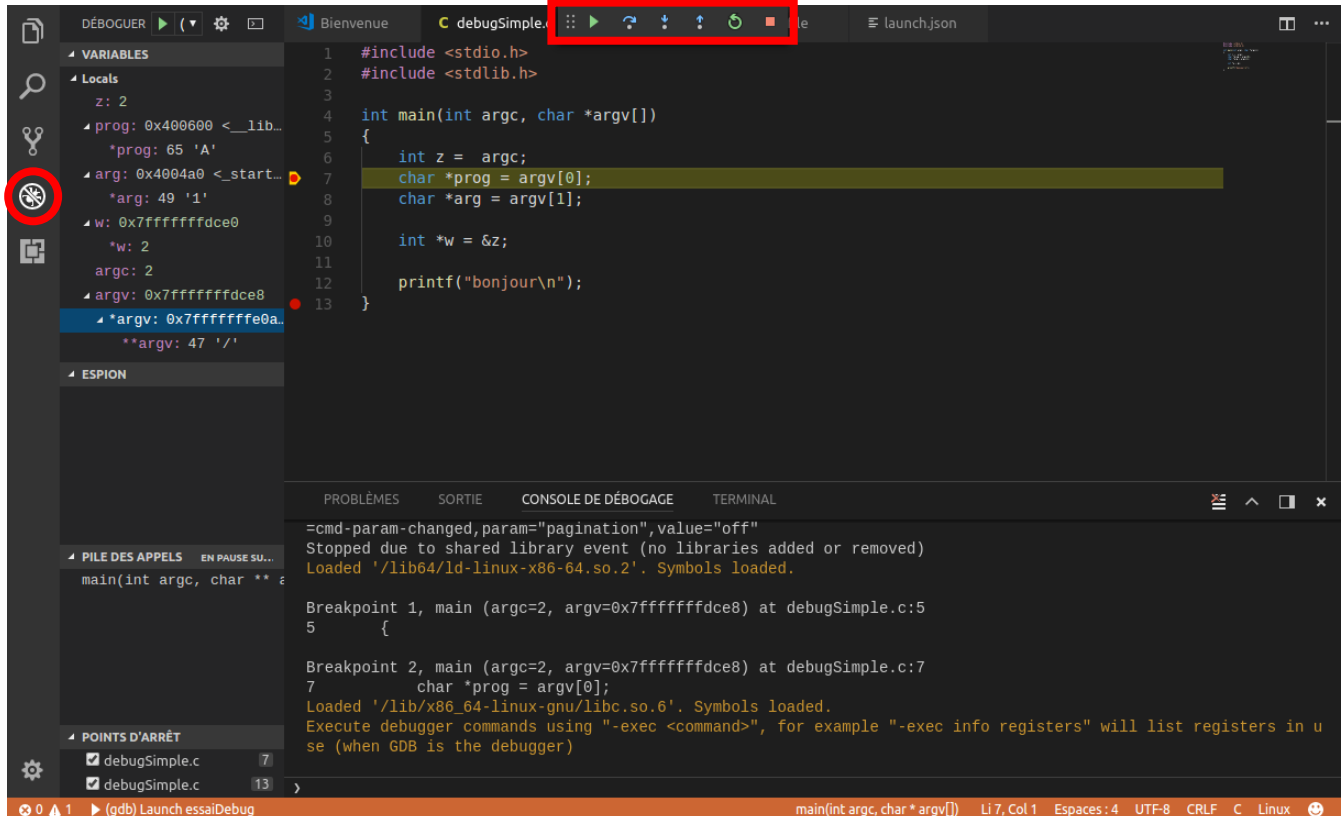 DÉBOGUER
Bienvenue
C debugSimple.c
launch.json
VARIABLES
Locals
z: 2
prog: 0x400600 <__lib…
*prog: 65 'A'
arg: 0x4004a0 <_start…
*arg: 49 '1'
w: 0x7fffffffdce0
*w: 2
argc: 2
argv: 0x7fffffffdce8
*argv: 0x7fffffffe0a…
**argv: 47 '/'
ESPION
PILE DES APPELS EN PAUSE SU...
main(int argc, char ** a
POINTS D'ARRÊT
debugSimple.c 7
debugSimple.c 13
1 #include <stdio.h>
2 #include <stdlib.h>
3
4 int main(int argc, char *argv[])
5 {
6 int z =  argc;
7 char *prog = argv[0];
8 char *arg = argv[1];
9
10 int *w = &z;
11
12 printf("bonjour\n");
13 }
PROBLÈMES SORTIE CONSOLE DE DÉBOGAGE TERMINAL
=cmd-param-changed,param="pagination",value="off"
Stopped due to shared library event (no libraries added or removed)
Loaded '/lib64/ld-linux-x86-64.so.2'. Symbols loaded.
Breakpoint 1, main (argc=2, argv=0x7fffffffdce8) at debugSimple.c:5
5 {
Breakpoint 2, main (argc=2, argv=0x7fffffffdce8) at debugSimple.c:7
7 char *prog = argv[0];
Loaded '/lib/x86_64-linux-gnu/libc.so.6'. Symbols loaded.
Execute debugger commands using "-exec <command>", for example "-exec info registers" will list registers in u
se (when GDB is the debugger)
0 1 (gdb) Launch essaiDebug
main(int argc, char * argv[]) Li 7, Col 1 Espaces : 4 UTF-8 CRLF C Linux